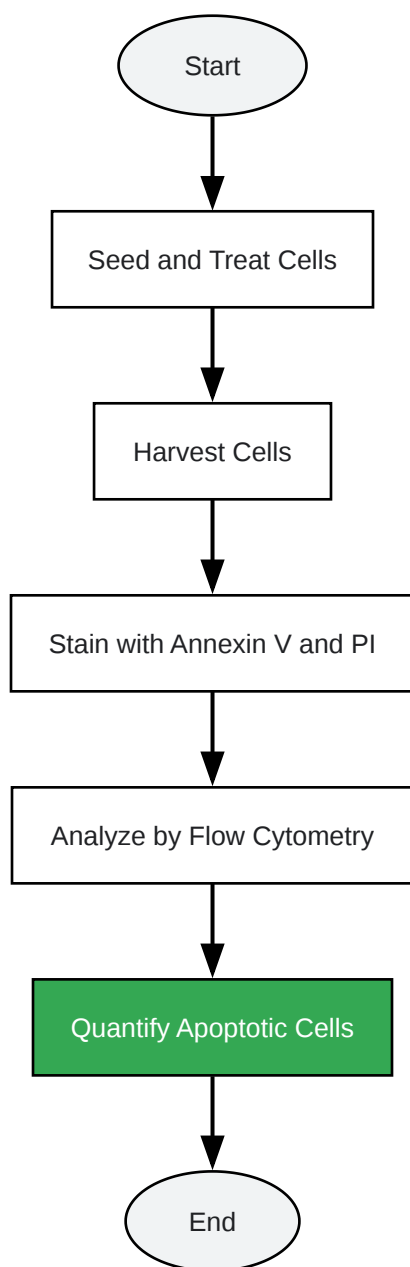 Start
Seed and Treat Cells
Harvest Cells
Stain with Annexin V and PI
Analyze by Flow Cytometry
Quantify Apoptotic Cells
End